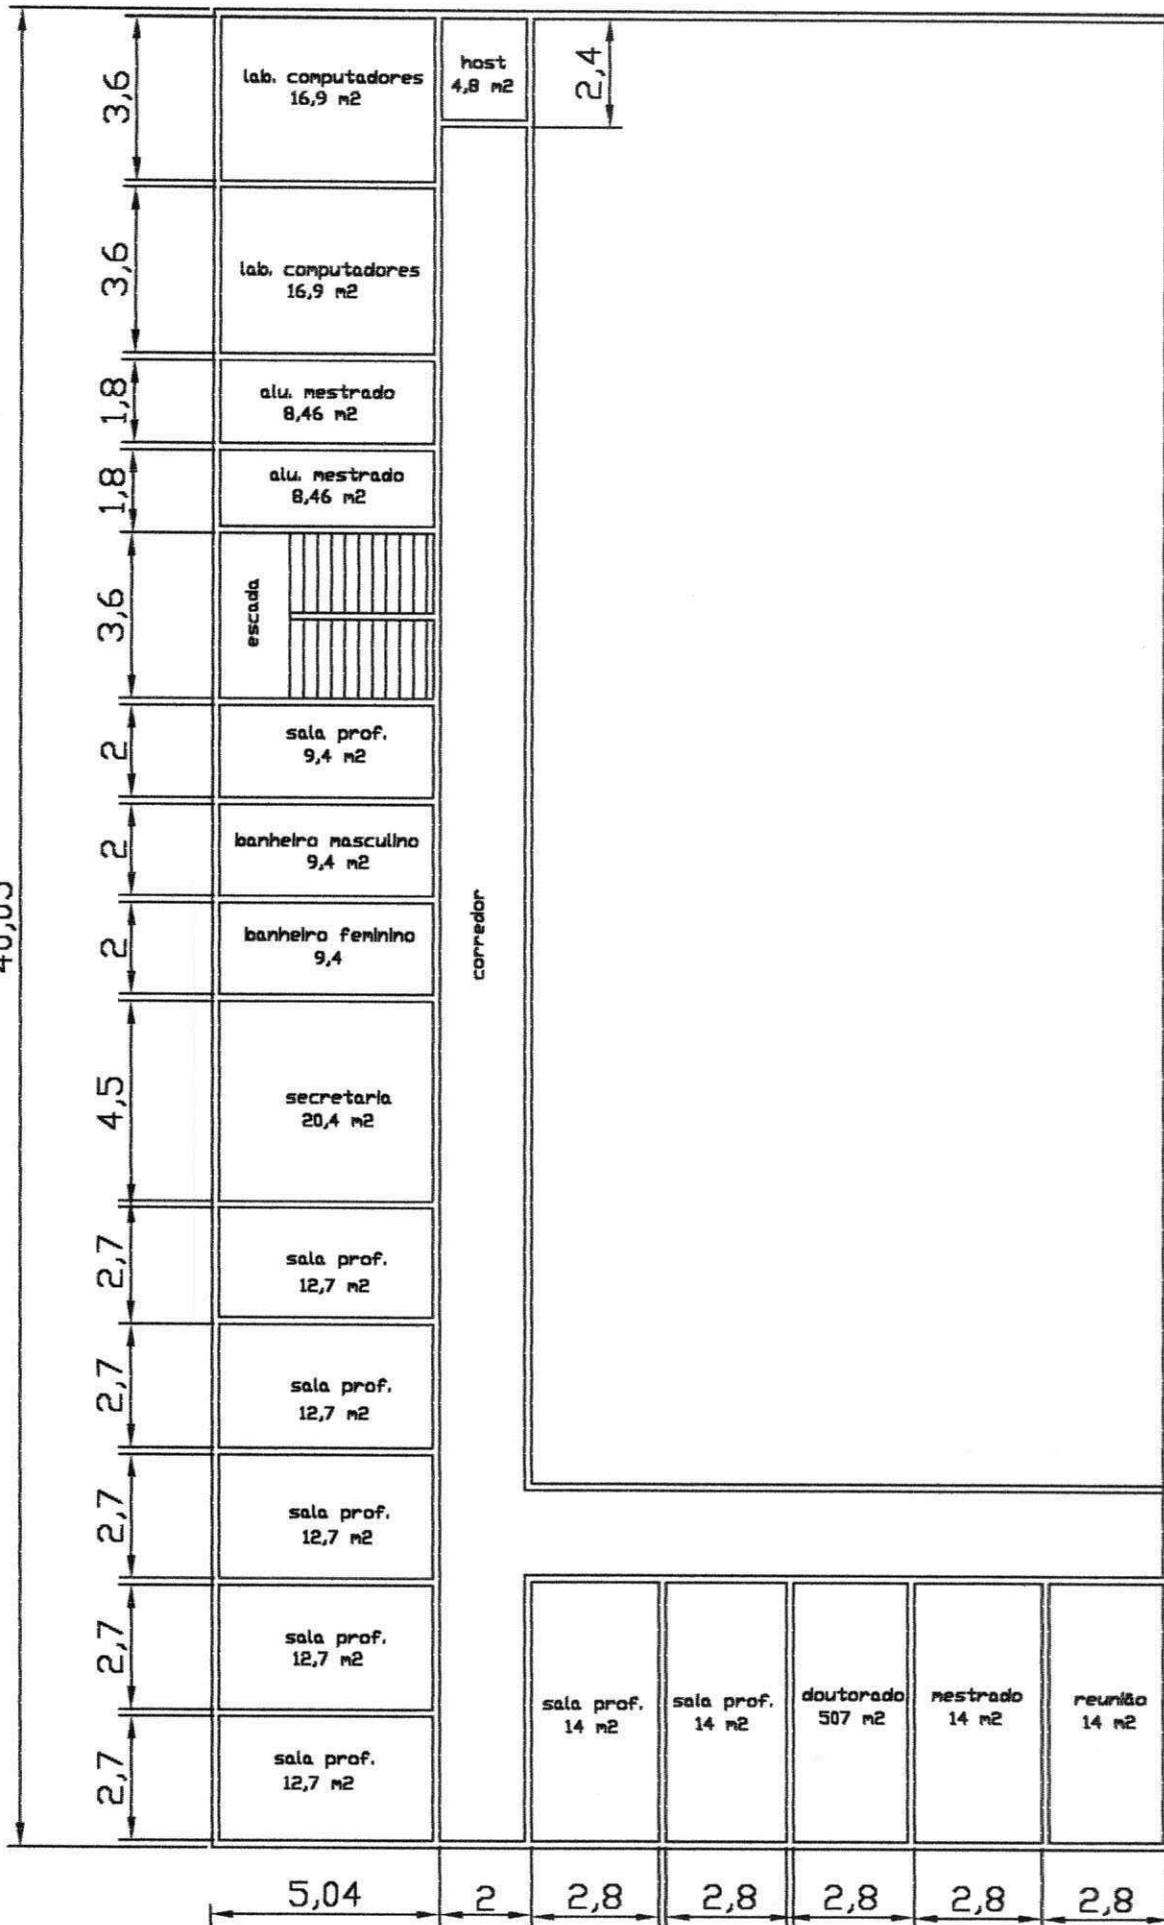 lab. computadores
16,9 m2
host
4,8 m2
2,4
3,6
lab. computadores
16,9 m2
3,6
alu. mestrado
8,46 m2
1,8
alu. mestrado
8,46 m2
1,8
escada
3,6
sala prof.
9,4 m2
2
banheiro masculino
9,4 m2
2
banheiro feminino
9,4
2
corredor
secretaria
20,4 m2
4,5
sala prof.
12,7 m2
2,7
sala prof.
12,7 m2
2,7
sala prof.
12,7 m2
2,7
sala prof.
12,7 m2
2,7
sala prof.
12,7 m2
2,7
sala prof.
14 m2
sala prof.
14 m2
doutorado
507 m2
mestrado
14 m2
reunião
14 m2
5,04
2
2,8
2,8
2,8
2,8
2,8